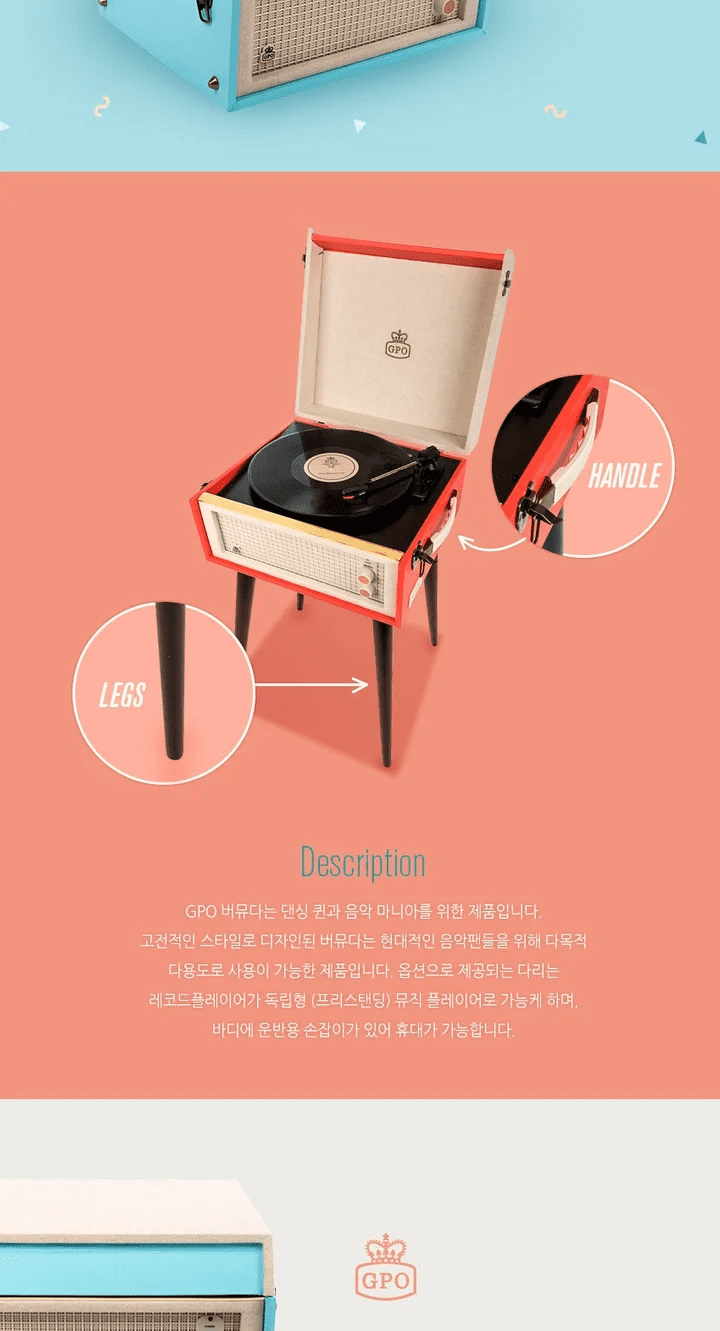 GPO
GPO
HANDLE
LEGS
Description
GPO 버뮤다는 댄싱 퀸과 음악 마니아를 위한 제품입니다.
고전적인 스타일로 디자인된 버뮤다는 현대적인 음악팬들을 위해 다목적
다용도로 사용이 가능한 제품입니다. 옵션으로 제공되는 다리는
레코드플레이어가 독립형 (프리스탠딩) 뮤직 플레이어로 가능케 하며,
바디에 운반용 손잡이가 있어 휴대가 가능합니다.
GPO